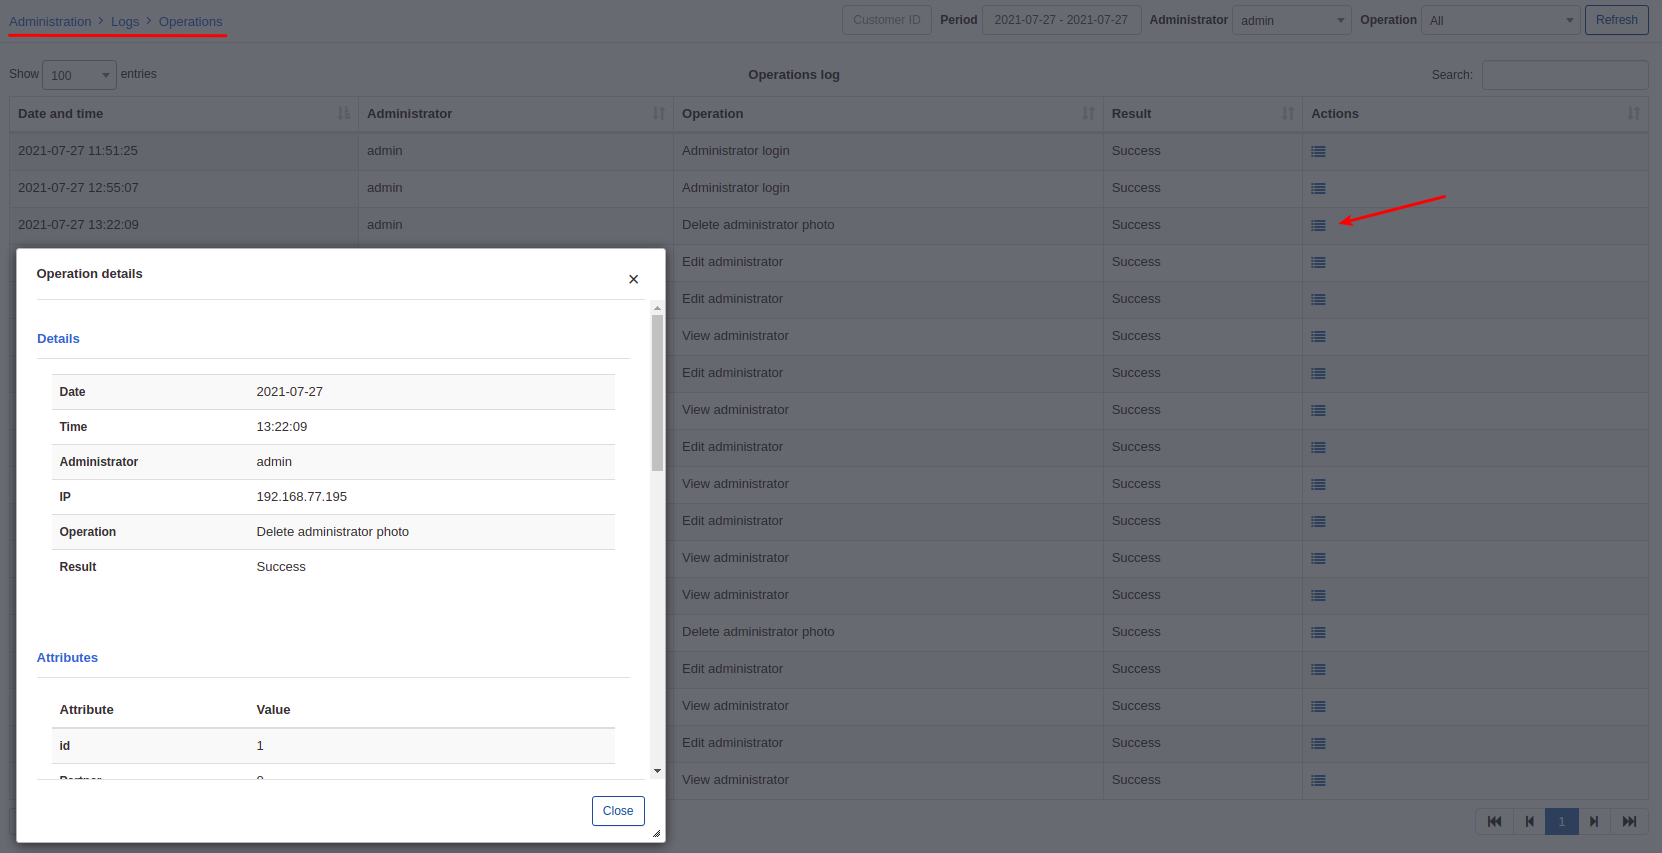 Administration > Logs > Operations
Customer ID Period 2021-07-27 - 2021-07-27 Administrator admin Operation All Refresh
Show 100 entries Operations log Search:
Date and time Administrator Operation Result Actions
2021-07-27 11:51:25 admin Administrator login Success
2021-07-27 12:55:07 admin Administrator login Success
2021-07-27 13:22:09 admin Delete administrator photo Success
Edit administrator Success
Edit administrator Success
View administrator Success
Edit administrator Success
View administrator Success
Edit administrator Success
View administrator Success
Edit administrator Success
View administrator Success
View administrator Success
Delete administrator photo Success
Edit administrator Success
View administrator Success
Edit administrator Success
View administrator Success
1
Operation details ×
Details
Date 2021-07-27
Time 13:22:09
Administrator admin
IP 192.168.77.195
Operation Delete administrator photo
Result Success
Attributes
Attribute Value
id 1
Close